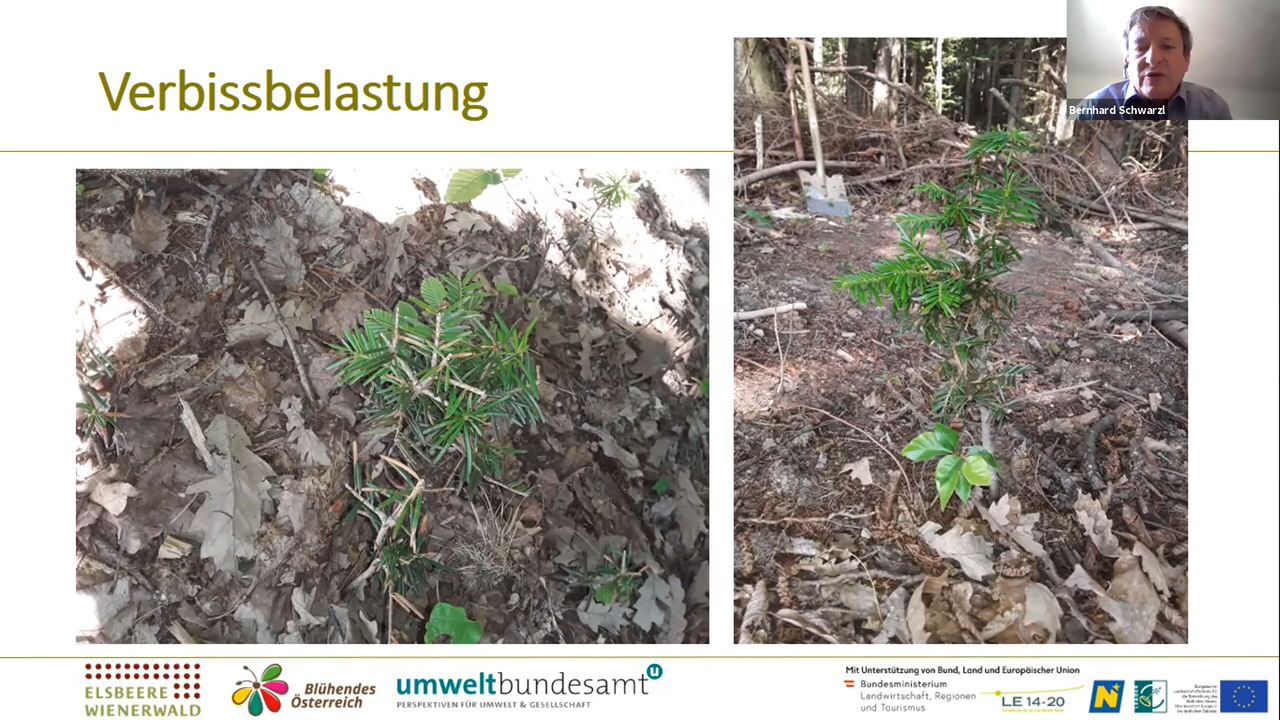 Verbissbelastung
Bernhard Schwarzl
ELSBEERE
WIENERWALD
Blühendes
Österreich
umweltbundesamt
u
PERSPEKTIVEN FÜR UMWELT & GESELLSCHAFT
Mit Unterstützung von Bund, Land und Europäischer Union
Bundesministerium
Landwirtschaft, Regionen
und Tourismus
LE 14-20
N